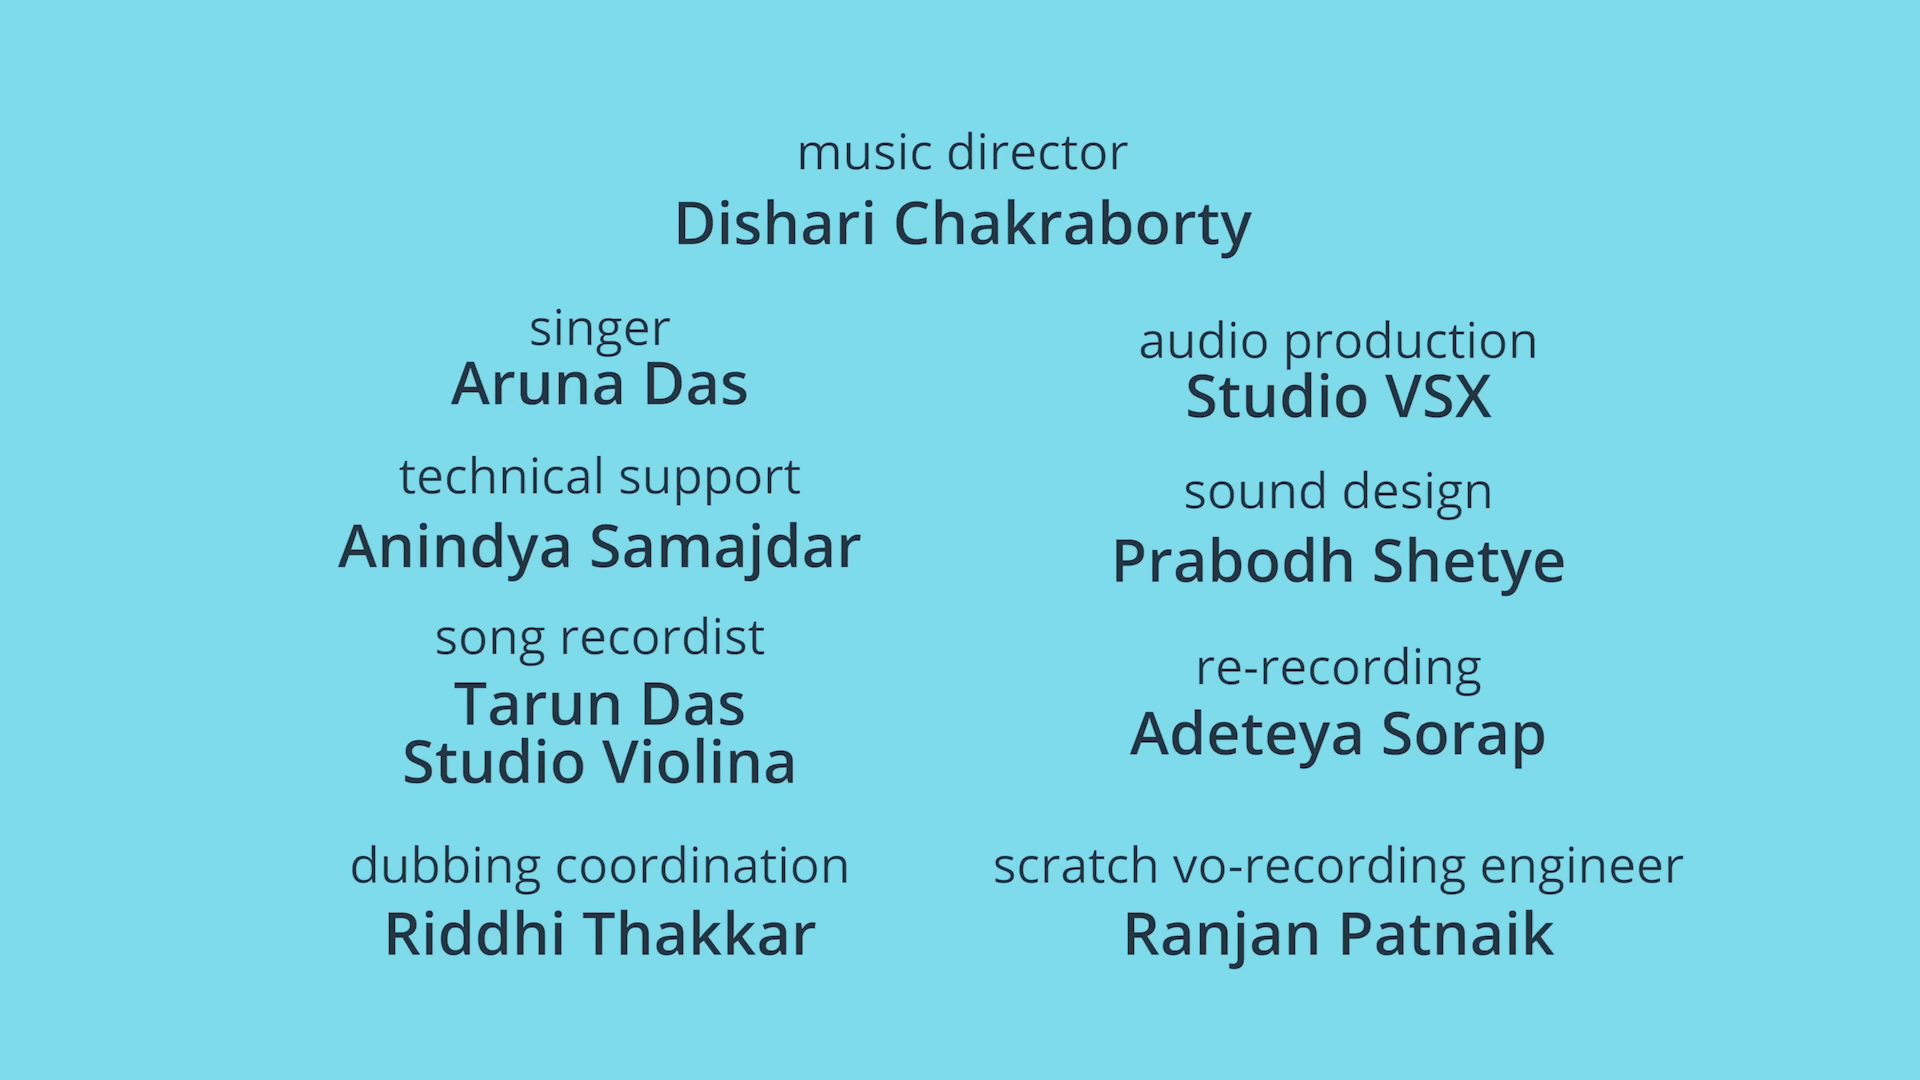 music director
Dishari Chakraborty
singer
Aruna Das
technical support
Anindya Samajdar
song recordist
Tarun Das
Studio Violina
dubbing coordination
Riddhi Thakkar
audio production
Studio VSX
sound design
Prabodh Shetye
re-recording
Adeteya Sorap
scratch vo-recording engineer
Ranjan Patnaik